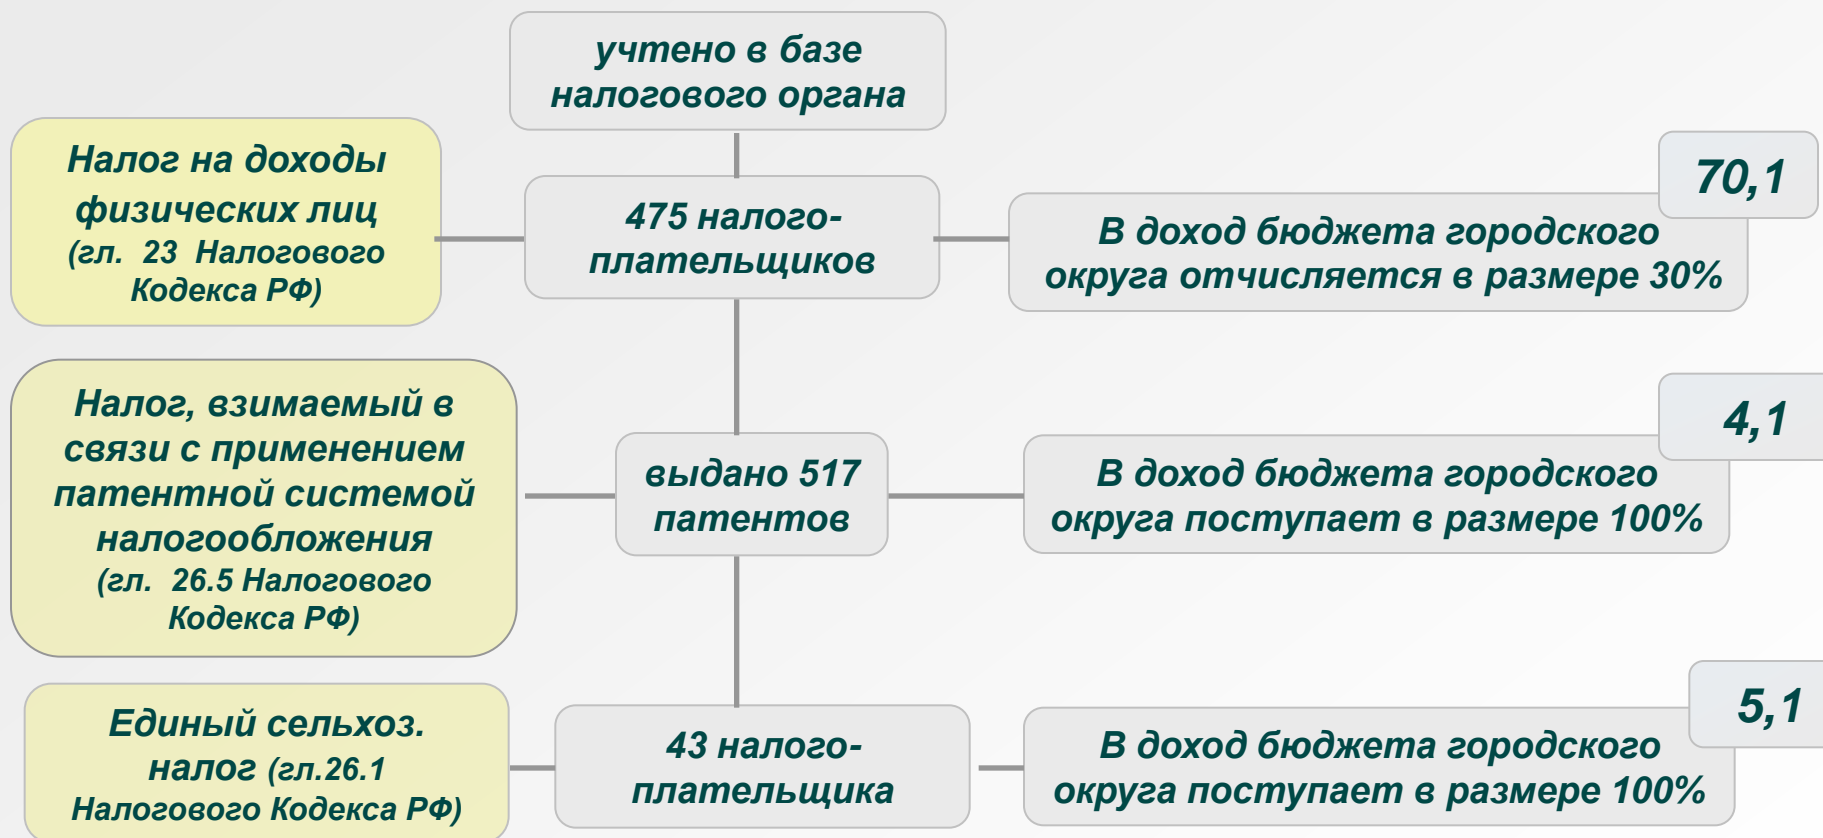 учтено в базе
налогового органа
Налог на доходы
физических лиц
(гл. 23 Налогового
Кодекса РФ)
475 налого-
плательщиков
70,1
В доход бюджета городского
округа отчисляется в размере 30%
Налог, взимаемый в
связи с применением
патентной системой
налогообложения
(гл. 26.5 Налогового
Кодекса РФ)
выдано 517
патентов
4,1
В доход бюджета городского
округа поступает в размере 100%
Единый сельхоз.
налог (гл.26.1
Налогового Кодекса РФ)
43 налого-
плательщика
5,1
В доход бюджета городского
округа поступает в размере 100%